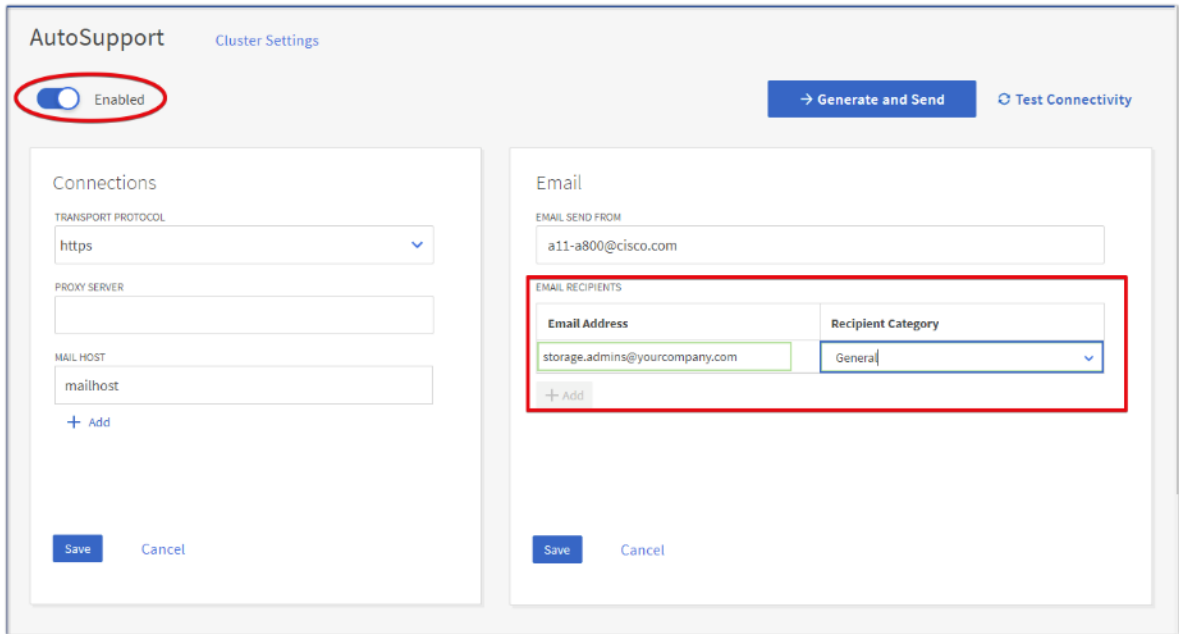 AutoSupport
Cluster Settings
Enabled
→ Generate and Send
Test Connectivity
Connections
TRANSPORT PROTOCOL
https
PROXY SERVER
MAIL HOST
mailhost
+ Add
Save
Cancel
Email
EMAIL SEND FROM
a11-a800@cisco.com
EMAIL RECIPIENTS
Email Address
Recipient Category
storage.admins@yourcompany.com
General
+ Add
Save
Cancel